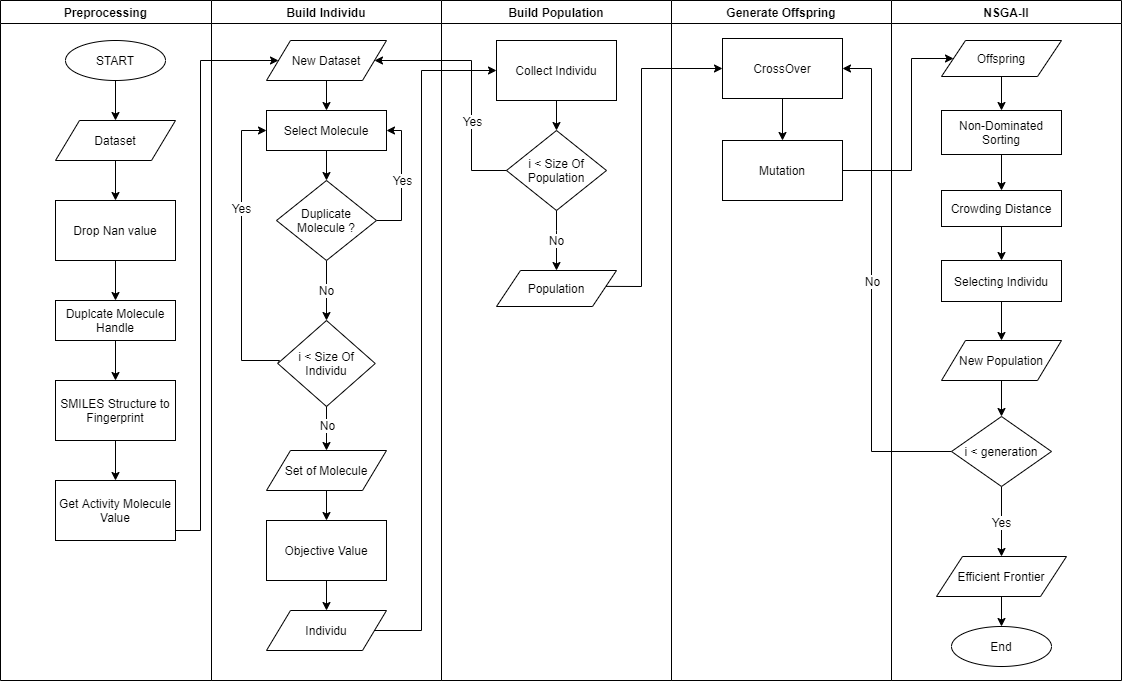 Preprocessing
START
Dataset
Drop Nan value
Duplcate Molecule
Handle
SMILES Structure to
Fingerprint
Get Activity Molecule
Value
Build Individu
New Dataset
Select Molecule
Yes
Duplicate
Molecule ?
Yes
No
i < Size Of
Individu
No
Set of Molecule
Objective Value
Individu
Build Population
Collect Individu
Yes
i < Size Of
Population
No
Population
Generate Offspring
CrossOver
Mutation
No
NSGA-II
Offspring
Non-Dominated
Sorting
Crowding Distance
Selecting Individu
New Population
i < generation
Yes
Efficient Frontier
End